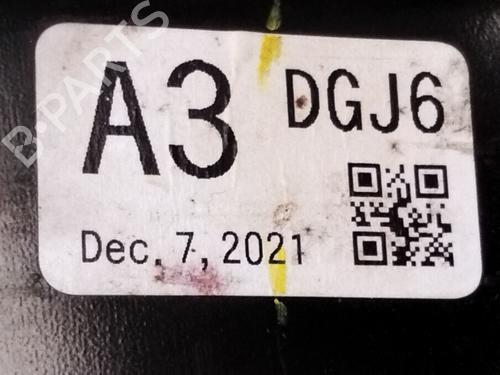 B-PARTS
A3
DGJ6
Dec. 7, 2021